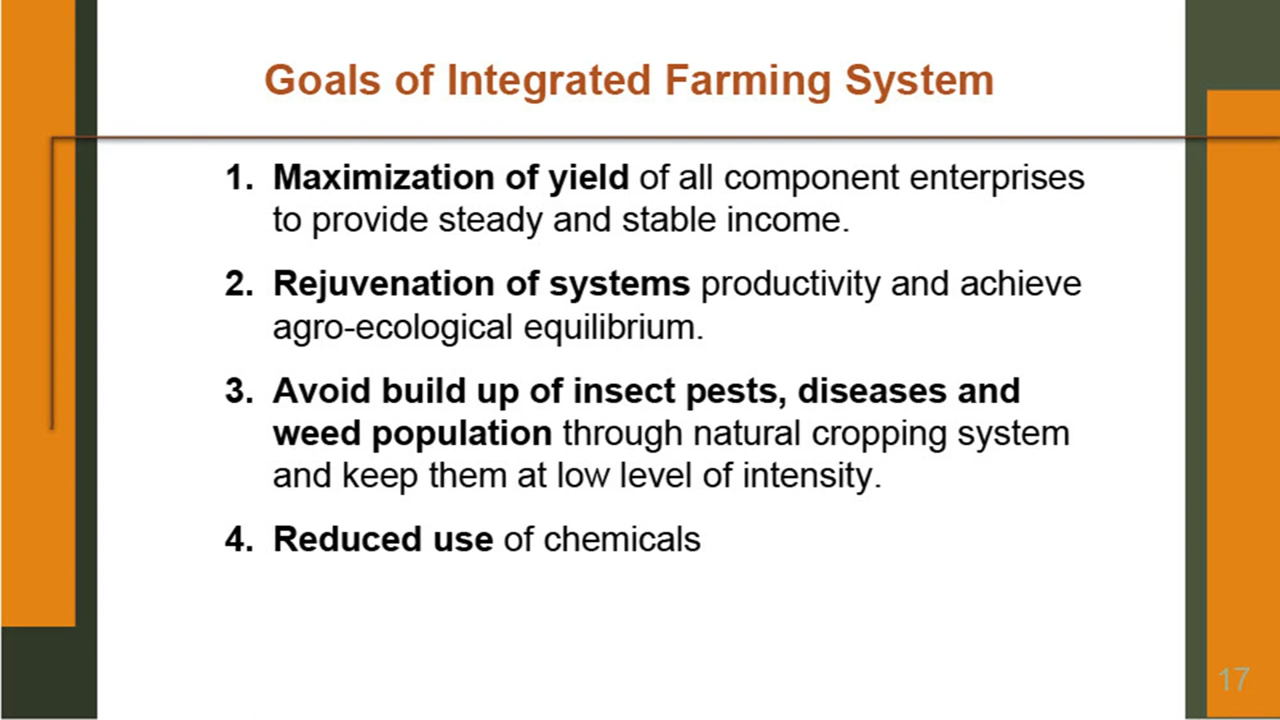 Goals of Integrated Farming System
1. Maximization of yield of all component enterprises
to provide steady and stable income.
2. Rejuvenation of systems productivity and achieve
agro-ecological equilibrium.
3. Avoid build up of insect pests, diseases and
weed population through natural cropping system
and keep them at low level of intensity.
4. Reduced use of chemicals
17